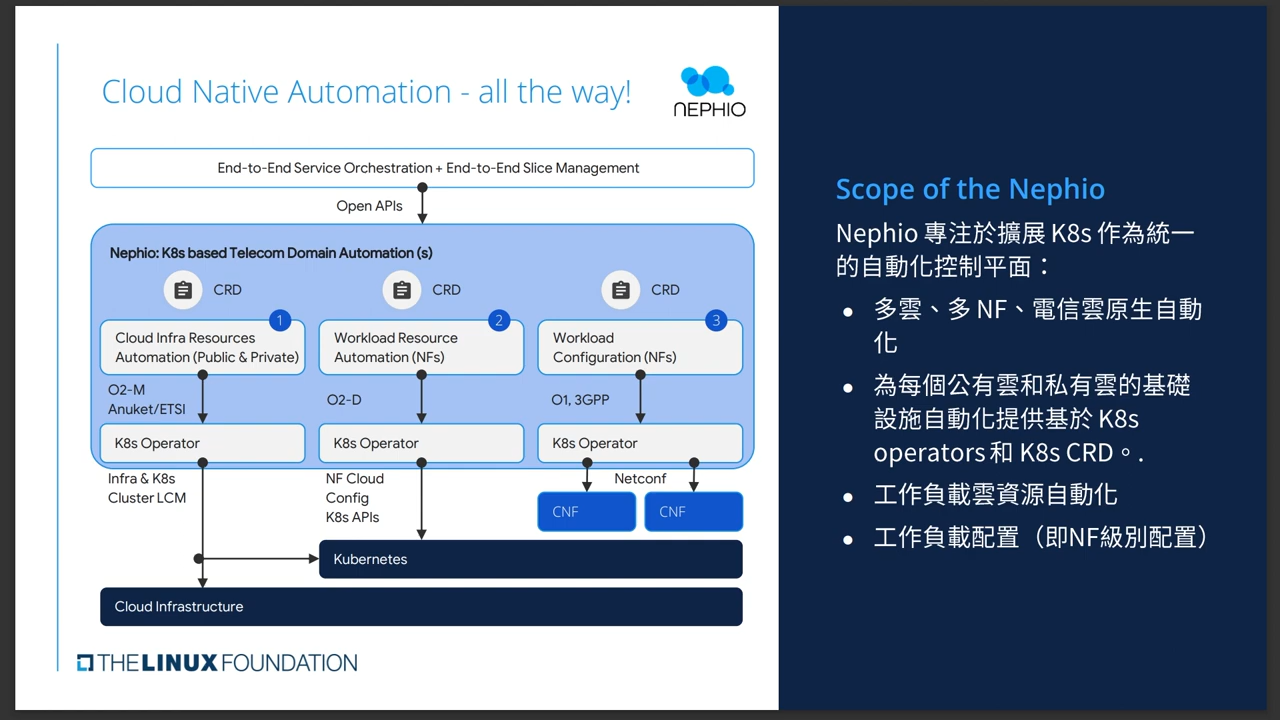 Cloud Native Automation - all the way!
NEPHIO
End-to-End Service Orchestration + End-to-End Slice Management
Open APIs
Nephio: K8s based Telecom Domain Automation (s)
CRD
CRD
CRD
1
2
3
Cloud Infra Resources
Automation (Public & Private)
Workload Resource
Automation (NFs)
Workload
Configuration (NFs)
O2-M
Anuket/ETSI
O2-D
O1, 3GPP
K8s Operator
K8s Operator
K8s Operator
Infra & K8s
Cluster LCM
NF Cloud
Config
K8s APIs
Netconf
CNF
CNF
Kubernetes
Cloud Infrastructure
THE LINUX FOUNDATION
Scope of the Nephio
Nephio 專注於擴展 K8s 作為統一
的自動化控制平面：
● 多雲、多 NF、電信雲原生自動
化
● 為每個公有雲和私有雲的基礎
設施自動化提供基於 K8s
operators 和 K8s CRD。.
● 工作負載雲資源自動化
● 工作負載配置（即NF級別配置）